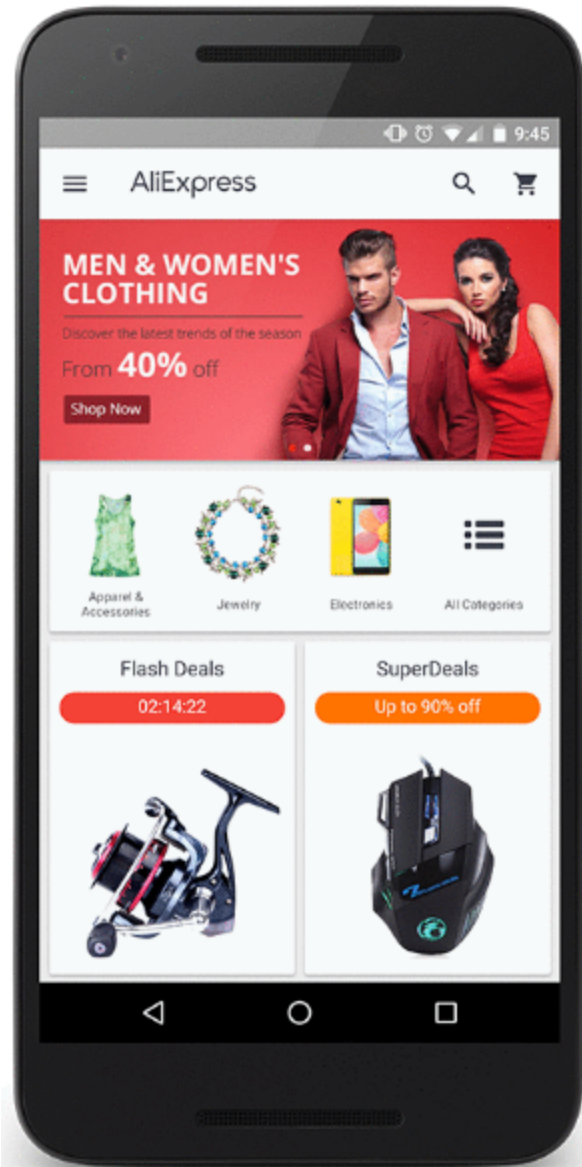 9:45
AliExpress
MEN & WOMEN'S
CLOTHING
Discover the latest trends of the season
From 40% off
Shop Now
Apparel &
Accessories
Jewelry
Electronics
All Categories
Flash Deals
SuperDeals
02:14:22
Up to 90% off